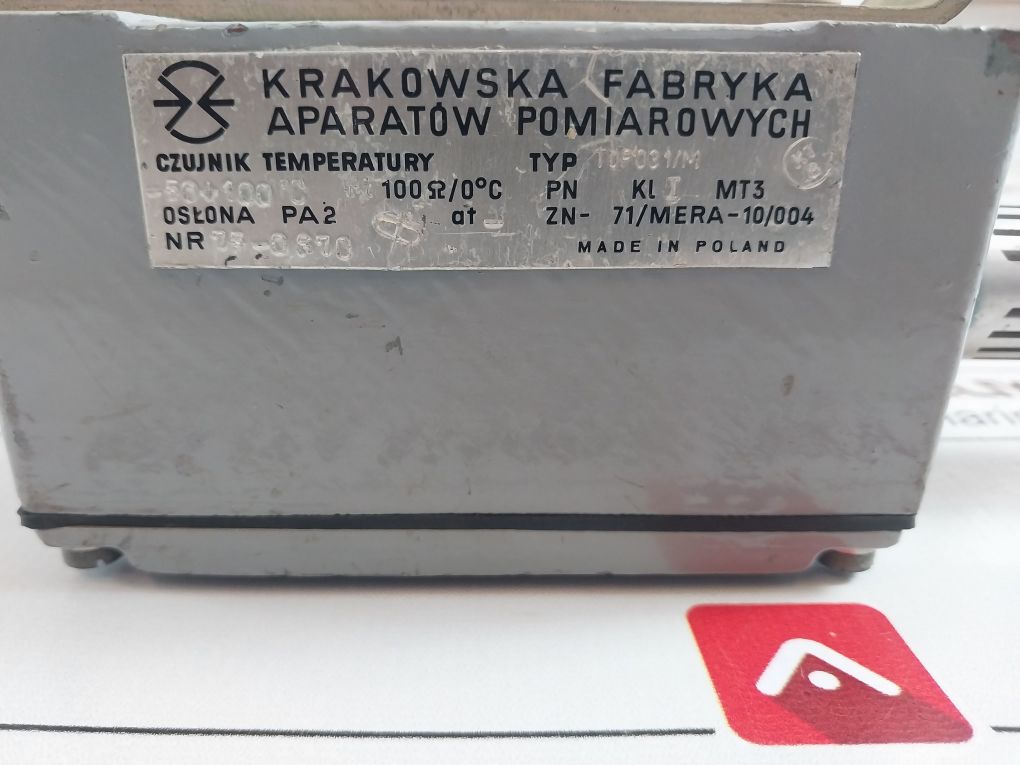 KRAKOWSKA FABRYKA
APARATÓW POMIAROWYCH
CZUJNIK TEMPERATURY TYP
100Ω/0°C PN Kl I MT3
OSŁONA PA2 at - ZN- 71/MERA-10/004
NR MADE IN POLAND